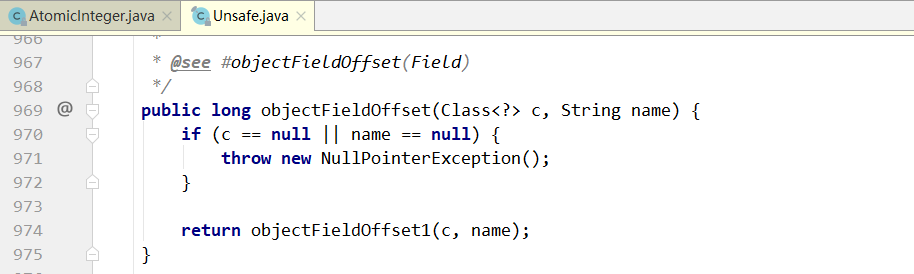 AtomicInteger.java × Unsafe.java ×
966 *
967 * @see #objectFieldOffset(Field)
968 */
969 @ public long objectFieldOffset(Class<?> c, String name) {
970 if (c == null || name == null) {
971 throw new NullPointerException();
972 }
973
974 return objectFieldOffset1(c, name);
975 }